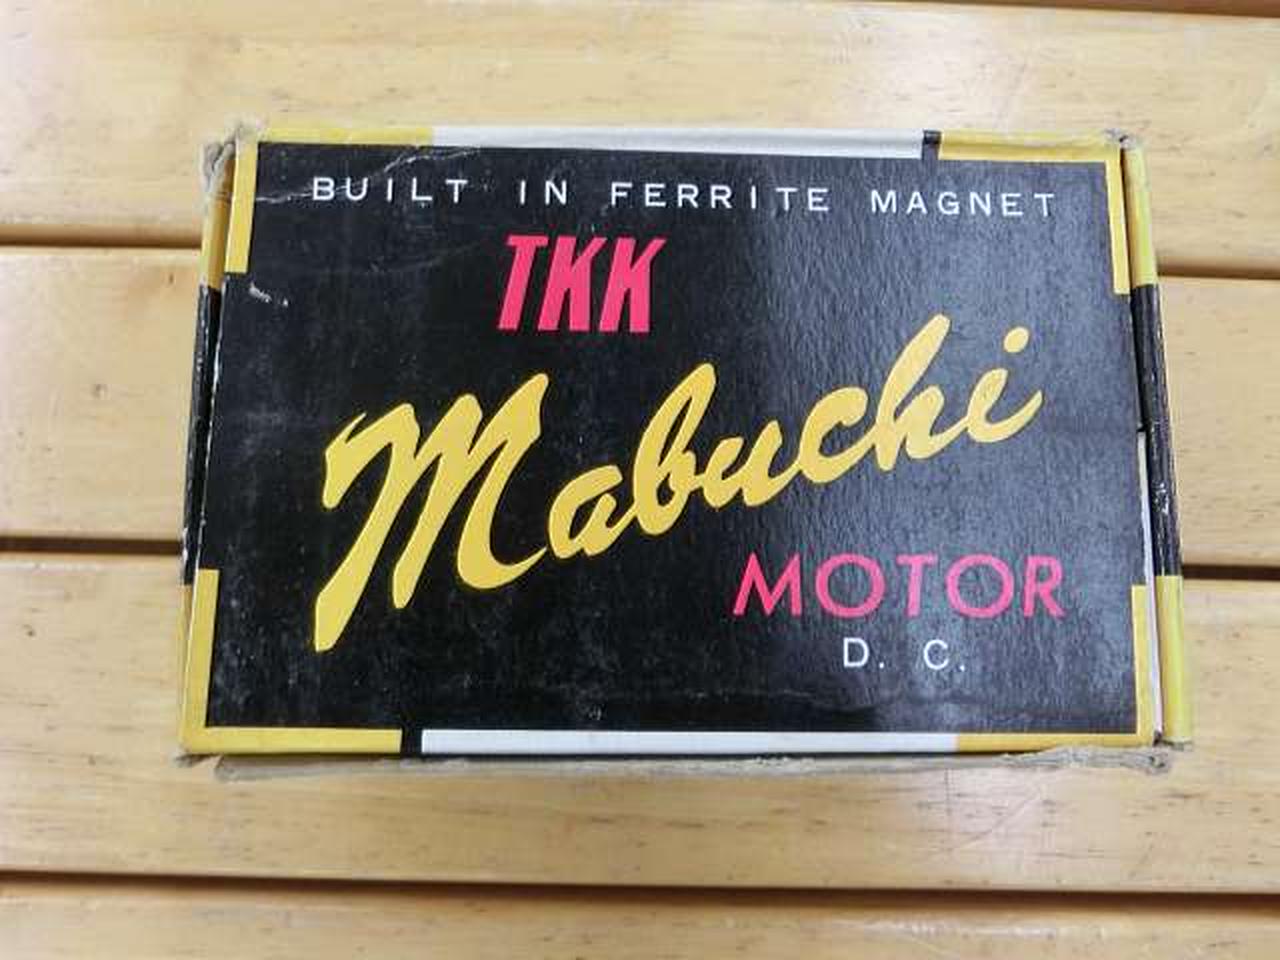 BUILT IN FERRITE MAGNET
TKK
Mabuchi
MOTOR
D. C.